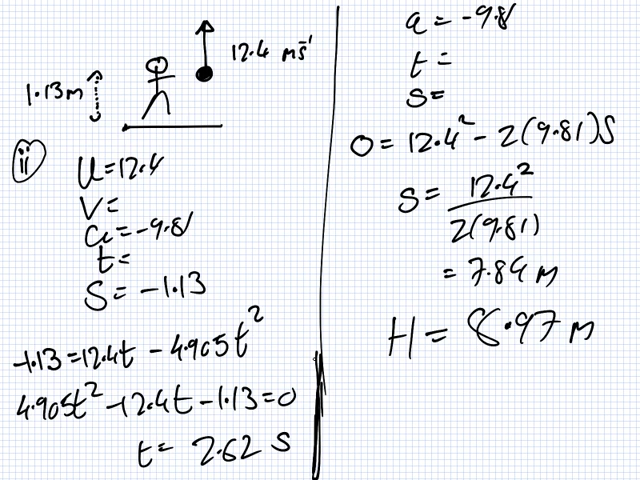 12.4 ms⁻¹
1.13m
ii
U=12.4
V=
a=-9.81
t=
S=-1.13
-1.13=12.4t-4.905t²
4.905t²-12.4t-1.13=0
t= 2.62 s
a=-9.81
t=
s=
0=12.4²-2(9.81)S
S= 12.4²
2(9.81)
= 7.84 m
H= 8.97 m